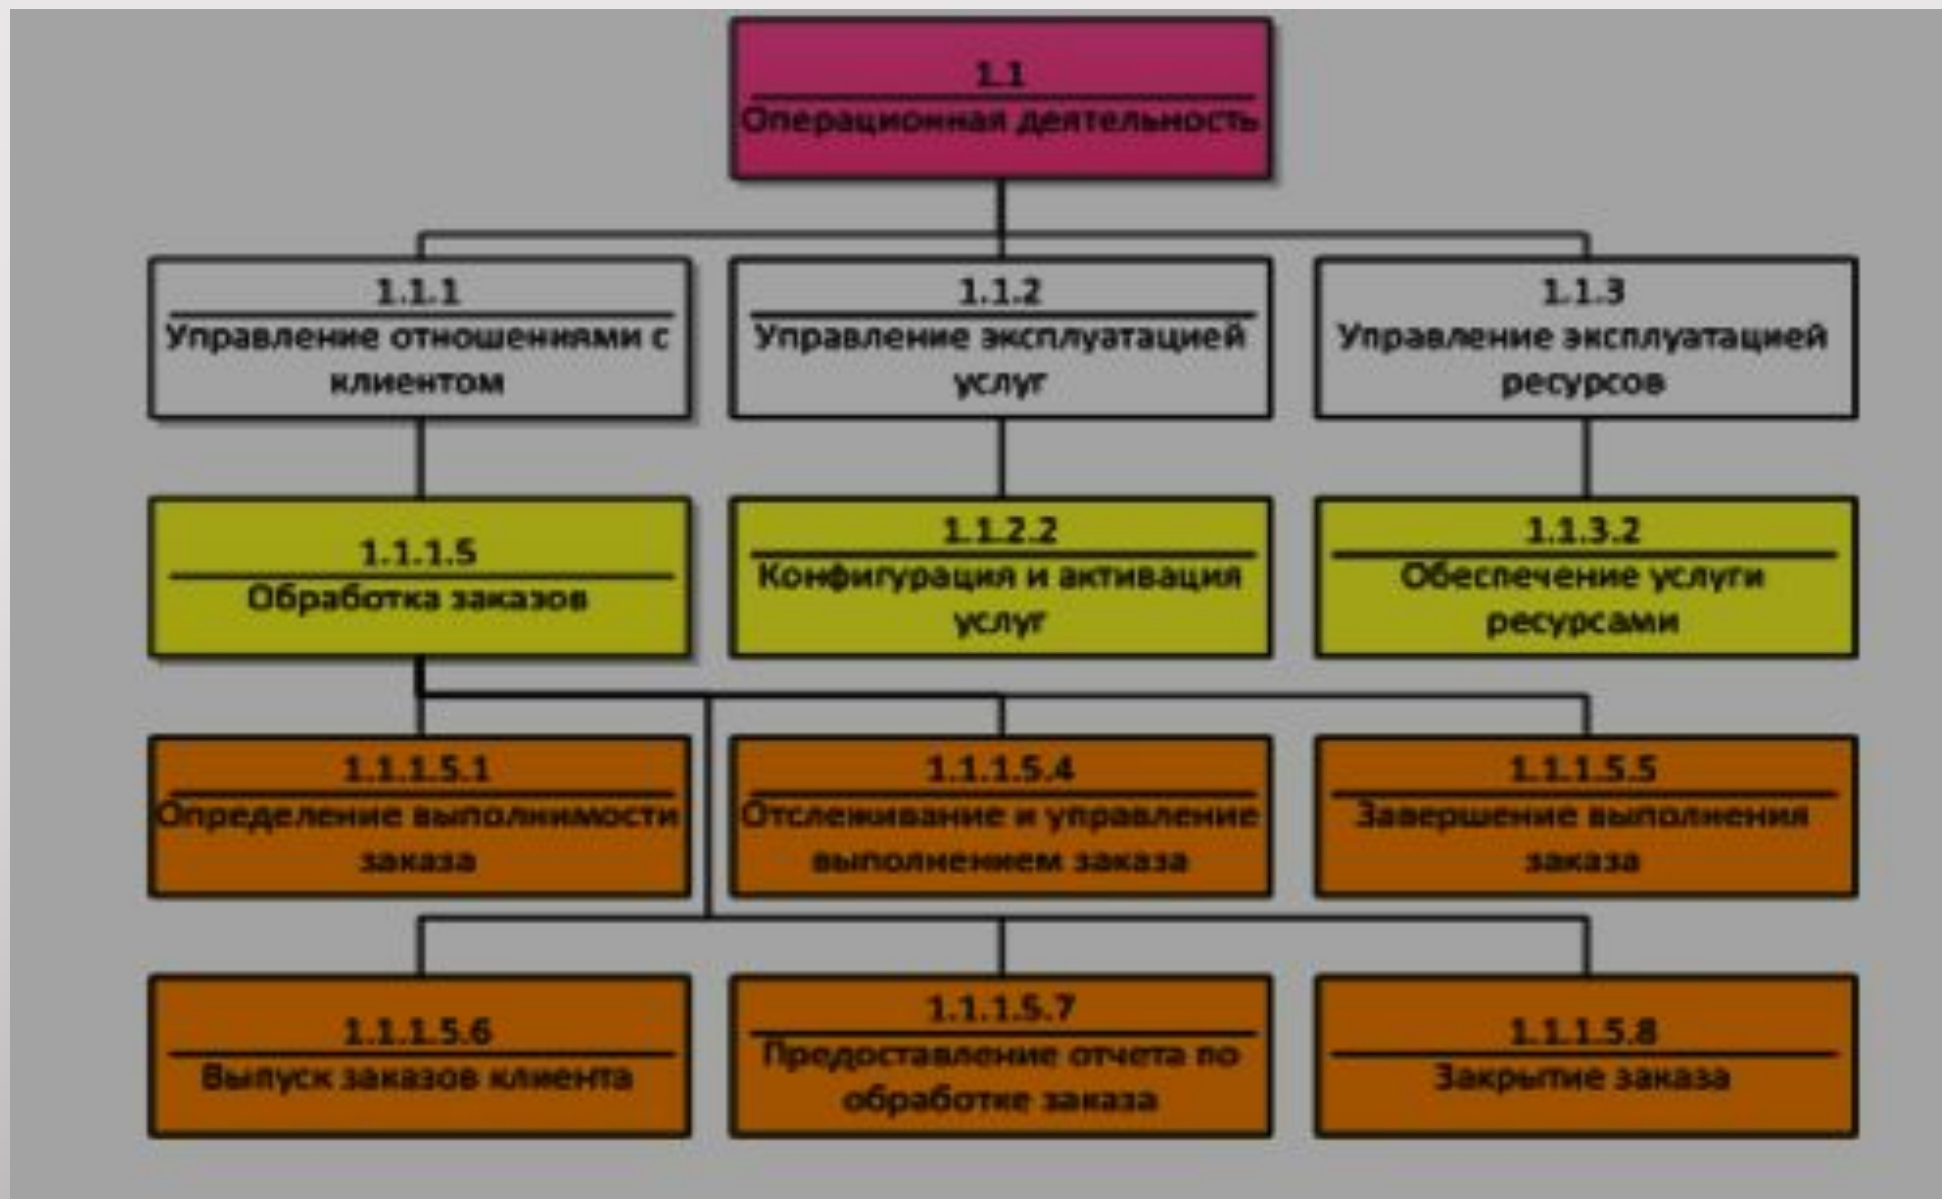 1.1
Операционная деятельность
1.1.1
Управление отношениями с
клиентом
1.1.2
Управление эксплуатацией
услуг
1.1.3
Управление эксплуатацией
ресурсов
1.1.1.5
Обработка заказов
1.1.2.2
Конфигурация и активация
услуг
1.1.3.2
Обеспечение услуги
ресурсами
1.1.1.5.1
Определение выполнимости
заказа
1.1.1.5.4
Отслеживание и управление
выполнением заказа
1.1.1.5.5
Завершение выполнения
заказа
1.1.1.5.6
Выпуск заказов клиента
1.1.1.5.7
Предоставление отчета по
обработке заказа
1.1.1.5.8
Закрытие заказа